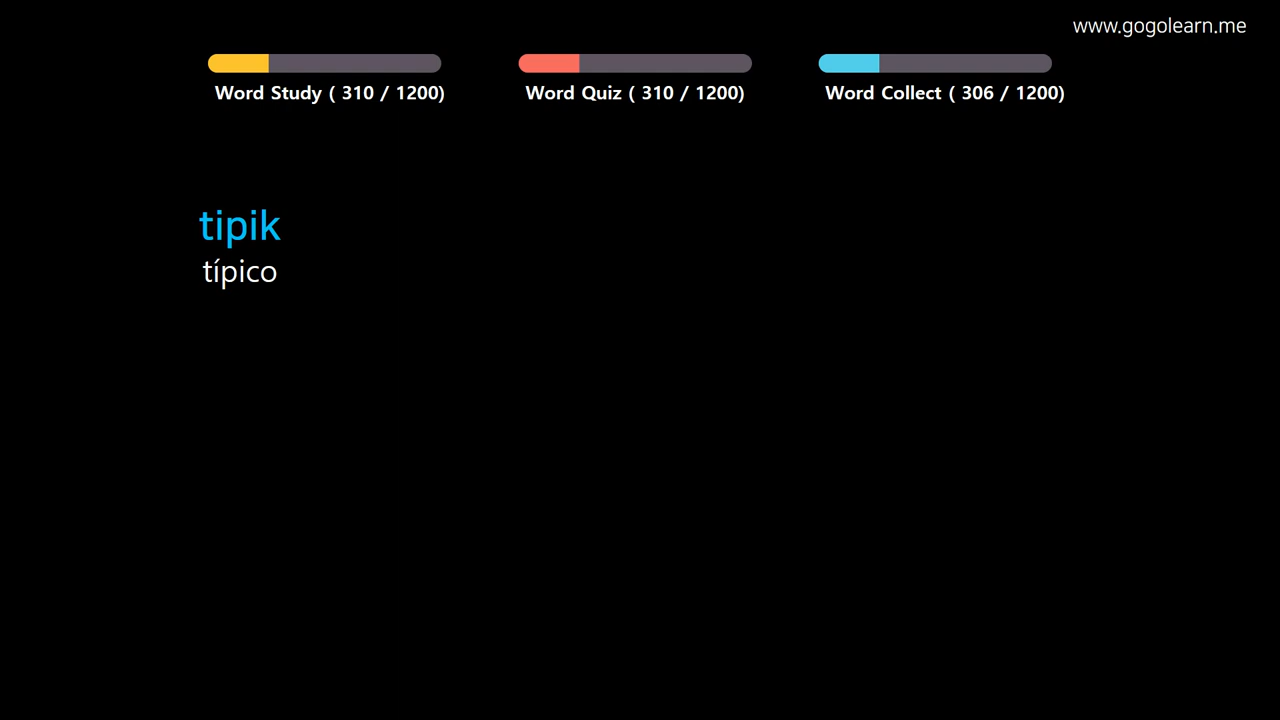 www.gogolearn.me
Word Study ( 310 / 1200)
Word Quiz ( 310 / 1200)
Word Collect ( 306 / 1200)
tipik
típico